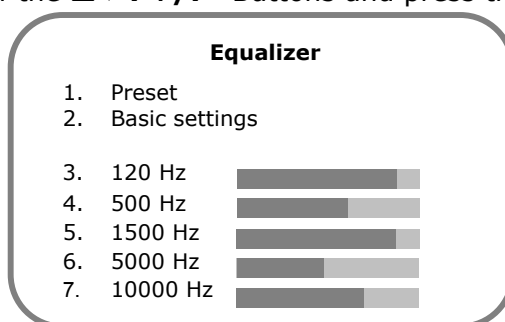 Equalizer
1. Preset
2. Basic settings
3. 120 Hz
4. 500 Hz
5. 1500 Hz
6. 5000 Hz
7. 10000 Hz